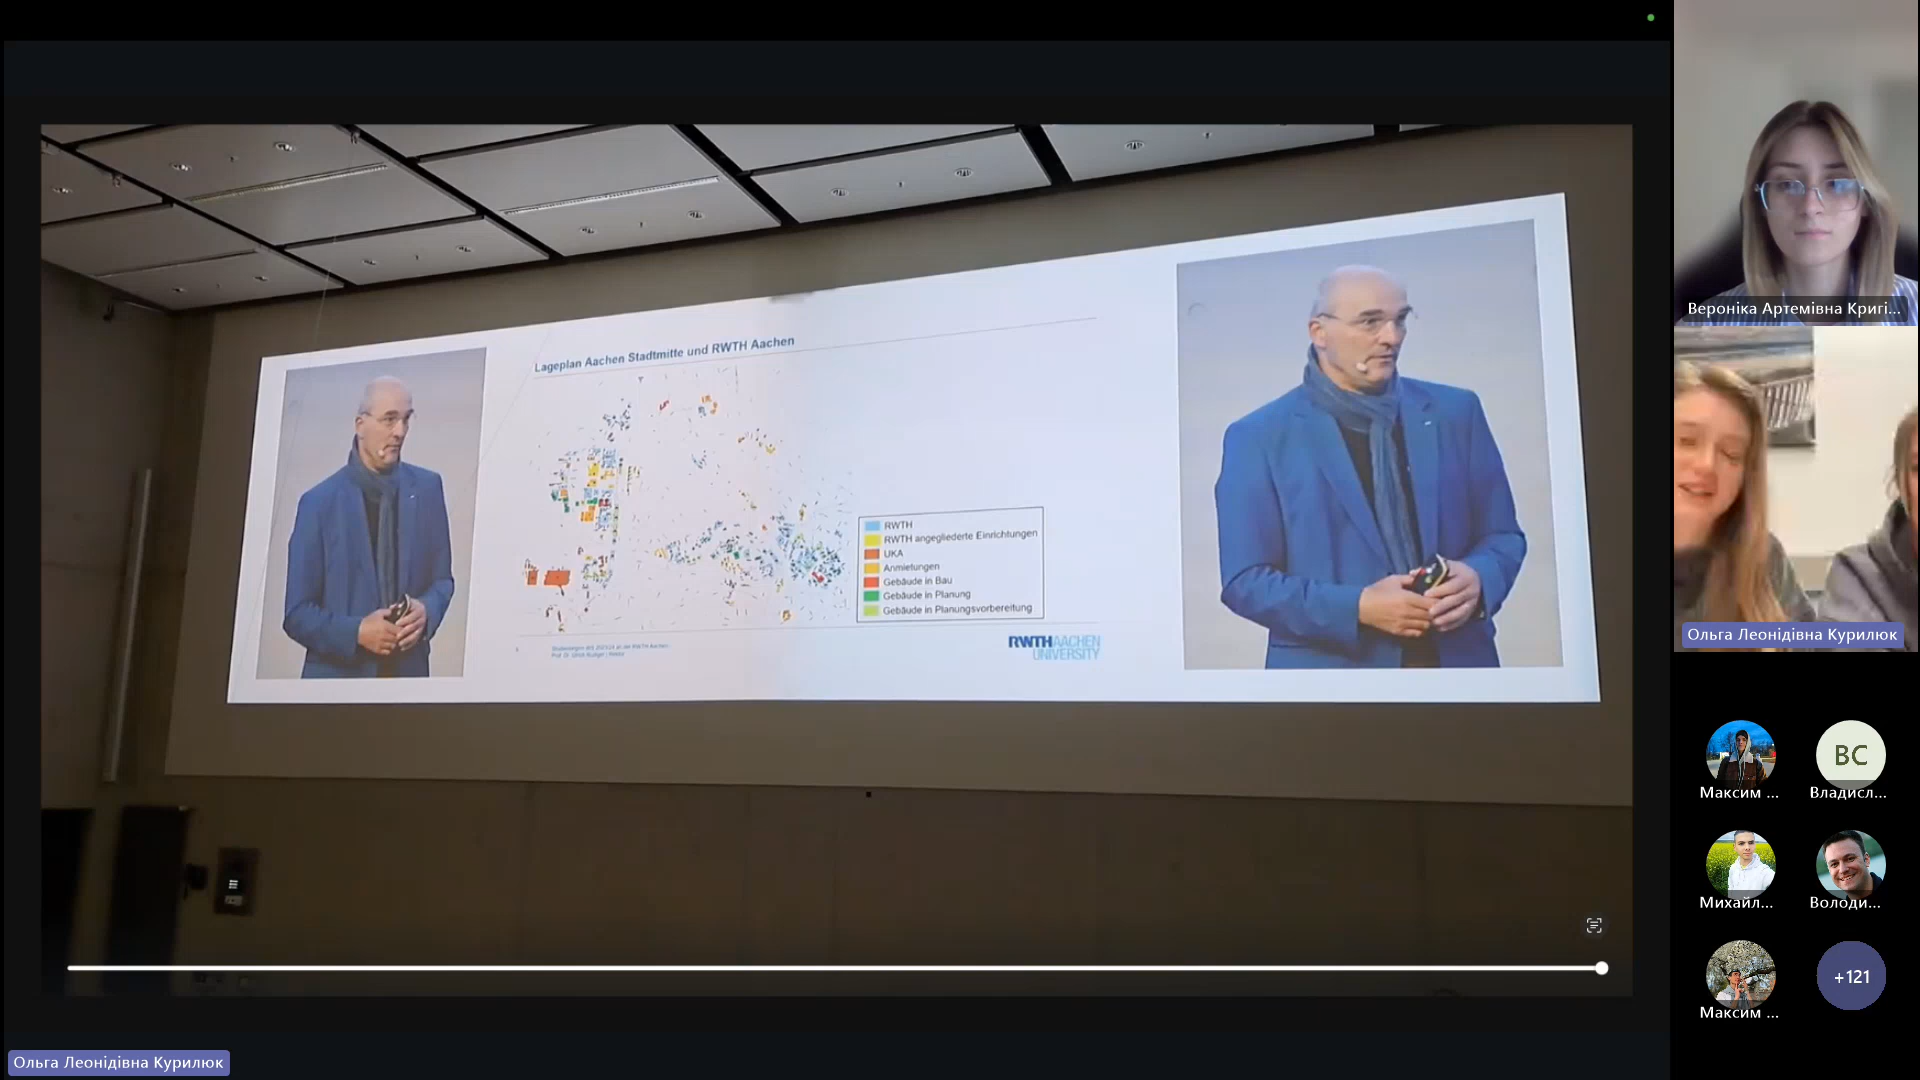 Lageplan Aachen Stadtmitte und RWTH Aachen
RWTH
RWTH angegliederte Einrichtungen
UKA
Anmietungen
Gebäude in Bau
Gebäude in Planung
Gebäude in Planungsvorbereitung
RWTHAACHEN
UNIVERSITY
Вероніка Артемівна Кригі...
Ольга Леонідівна Курилюк
ВС
Максим ...
Владисл...
Михайл...
Володи...
Максим ...
+121
Ольга Леонідівна Курилюк